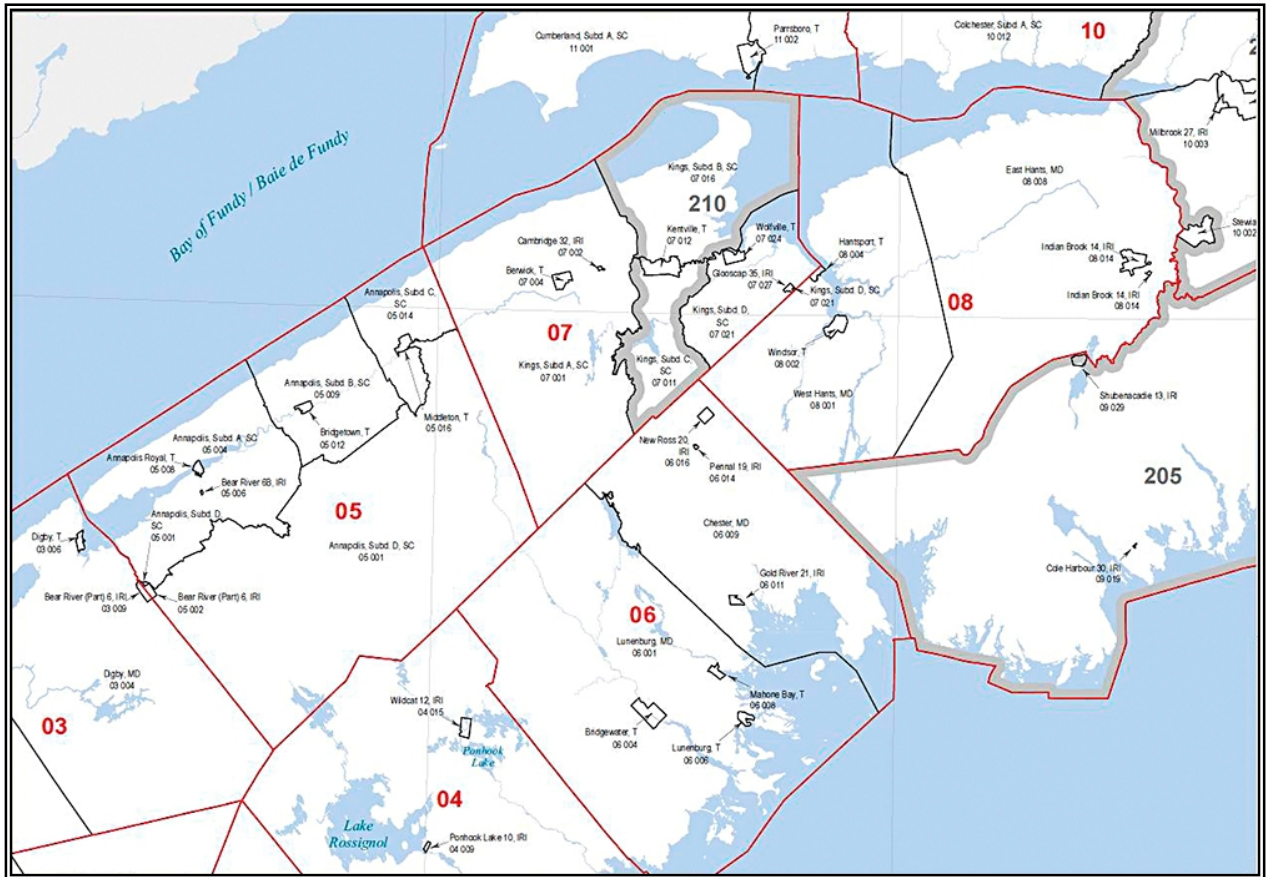 Cumberland, Subd. A, SC
11 001
Parrsboro, T
11 002
Colchester, Subd. A, SC
10 012
10
2
Millbrook 27, IRI
10 003
Bay of Fundy / Baie de Fundy
Kings, Subd. B, SC
07 016
210
East Hants, MD
08 008
Kentville, T
07 012
Wolfville, T
07 024
Stewia
10 002
Cambridge 32, IRI
07 002
Hantsport, T
08 004
Indian Brook 14, IRI
08 014
Berwick, T
07 004
Glooscap 35, IRI
07 027
Kings, Subd. D, SC
07 021
Indian Brook 14, IRI
08 014
Annapolis, Subd. C,
SC
05 014
08
07
Kings, Subd. D,
SC
07 021
Kings, Subd. A, SC
07 001
Kings, Subd. C,
SC
07 011
Windsor, T
08 002
Annapolis, Subd. B, SC
05 009
West Hants, MD
08 001
Shubenacadie 13, IRI
09 029
Middleton, T
05 016
Bridgetown, T
05 012
Annapolis, Subd. A, SC
05 004
New Ross 20,
IRI
06 016
Annapolis Royal, T
05 008
Pennal 19, IRI
06 014
205
Bear River 6B, IRI
05 006
Annapolis, Subd. D,
SC
05 001
05
Chester, MD
06 009
Digby, T
03 006
Annapolis, Subd. D, SC
05 001
Cole Harbour 30, IRI
09 019
Gold River 21, IRI
06 011
Bear River (Part) 6, IRI
03 009
Bear River (Part) 6, IRI
05 002
06
Lunenburg, MD
06 001
Digby, MD
03 004
Mahone Bay, T
06 008
Wildcat 12, IRI
04 015
03
Bridgewater, T
06 004
Lunenburg, T
06 006
Ponhook
Lake
04
Lake
Rossignol
Ponhook Lake 10, IRI
04 009